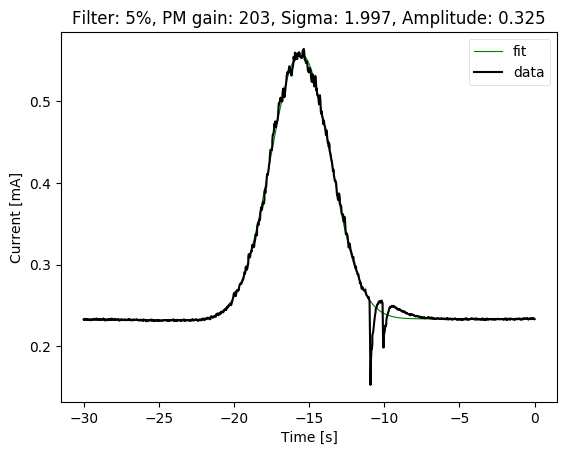 Filter: 5%, PM gain: 203, Sigma: 1.997, Amplitude: 0.325
fit
data
0.5
0.4
0.3
0.2
Current [mA]
−30
−25
−20
−15
−10
−5
0
Time [s]